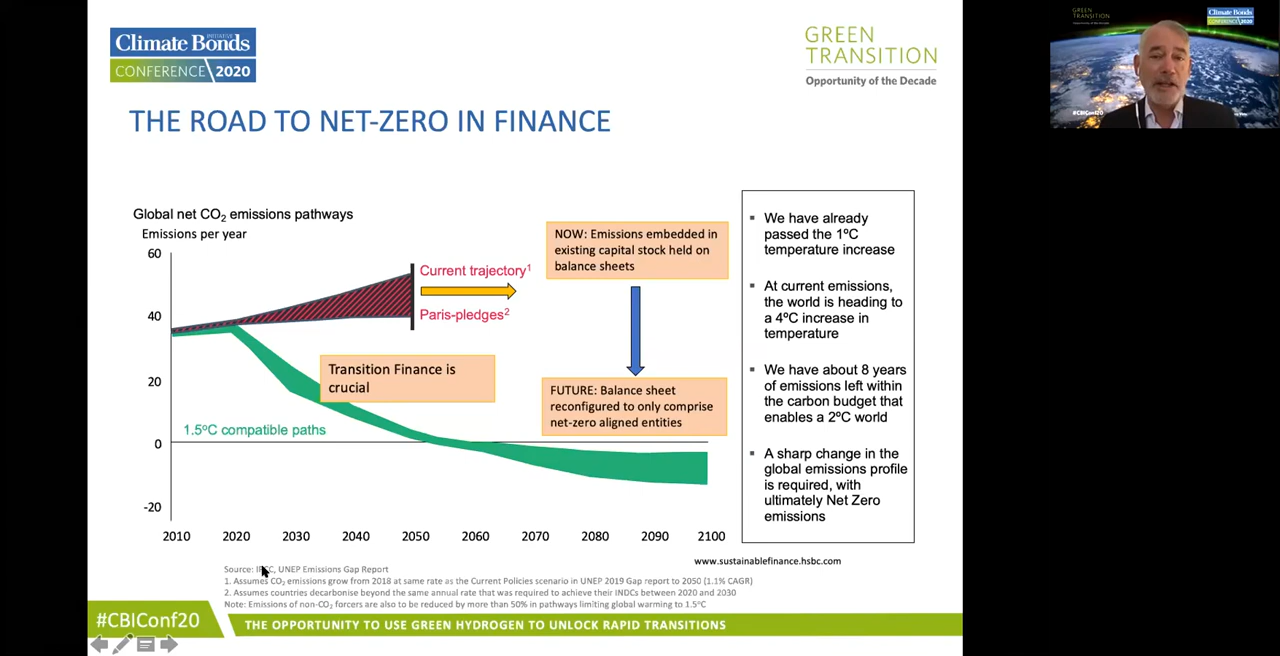 Climate Bonds
INITIATIVE
CONFERENCE 2020
GREEN
TRANSITION
Opportunity of the Decade
THE ROAD TO NET-ZERO IN FINANCE
Global net CO2 emissions pathways
Emissions per year
60
40
20
0
-20
2010 2020 2030 2040 2050 2060 2070 2080 2090 2100
Current trajectory1
Paris-pledges2
Transition Finance is
crucial
1.5ºC compatible paths
NOW: Emissions embedded in
existing capital stock held on
balance sheets
FUTURE: Balance sheet
reconfigured to only comprise
net-zero aligned entities
▪ We have already
passed the 1ºC
temperature increase
▪ At current emissions,
the world is heading to
a 4ºC increase in
temperature
▪ We have about 8 years
of emissions left within
the carbon budget that
enables a 2ºC world
▪ A sharp change in the
global emissions profile
is required, with
ultimately Net Zero
emissions
www.sustainablefinance.hsbc.com
Source: IPCC, UNEP Emissions Gap Report
1. Assumes CO2 emissions grow from 2018 at same rate as the Current Policies scenario in UNEP 2019 Gap report to 2050 (1.1% CAGR)
2. Assumes countries decarbonise beyond the same annual rate that was required to achieve their INDCs between 2020 and 2030
Note: Emissions of non-CO2 forcers are also to be reduced by more than 50% in pathways limiting global warming to 1.5ºC
#CBIConf20
THE OPPORTUNITY TO USE GREEN HYDROGEN TO UNLOCK RAPID TRANSITIONS
GREEN
TRANSITION
Climate Bonds
CONFERENCE 2020
#CBIConf20